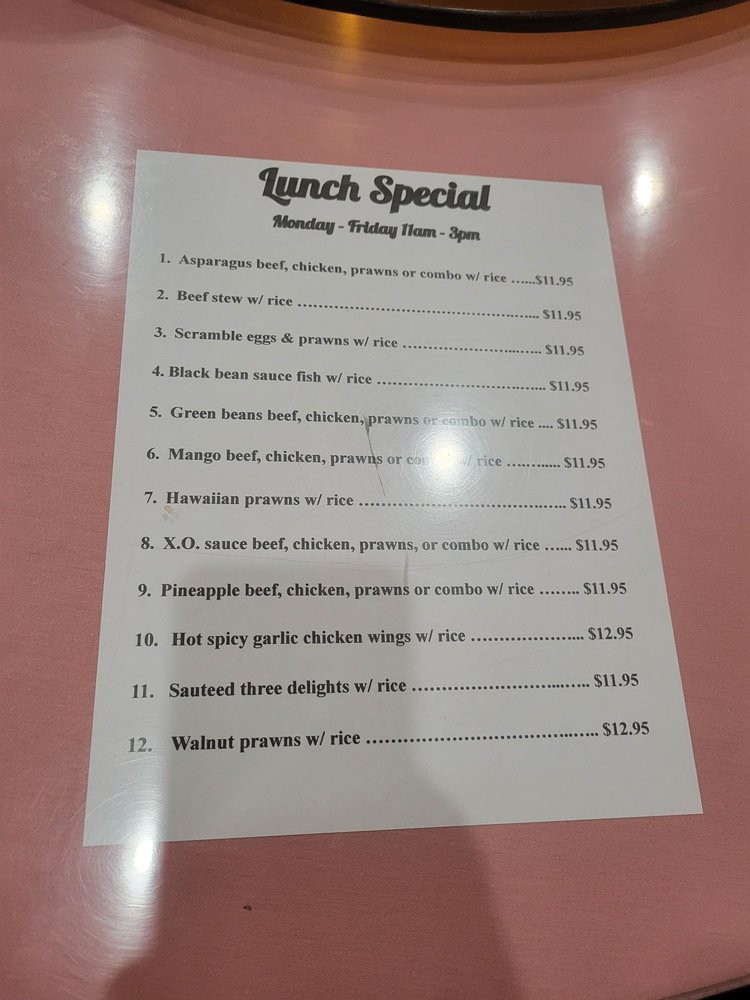 Lunch Special
Monday - Friday 11am - 3pm
1. Asparagus beef, chicken, prawns or combo w/ rice ......$11.95
2. Beef stew w/ rice ............................................. $11.95
3. Scramble eggs & prawns w/ rice .......................... $11.95
4. Black bean sauce fish w/ rice ............................... $11.95
5. Green beans beef, chicken, prawns or combo w/ rice .... $11.95
6. Mango beef, chicken, prawns or combo w/ rice ............ $11.95
7. Hawaiian prawns w/ rice ..................................... $11.95
8. X.O. sauce beef, chicken, prawns, or combo w/ rice ...... $11.95
9. Pineapple beef, chicken, prawns or combo w/ rice ........ $11.95
10. Hot spicy garlic chicken wings w/ rice ..................... $12.95
11. Sauteed three delights w/ rice ................................ $11.95
12. Walnut prawns w/ rice ......................................... $12.95